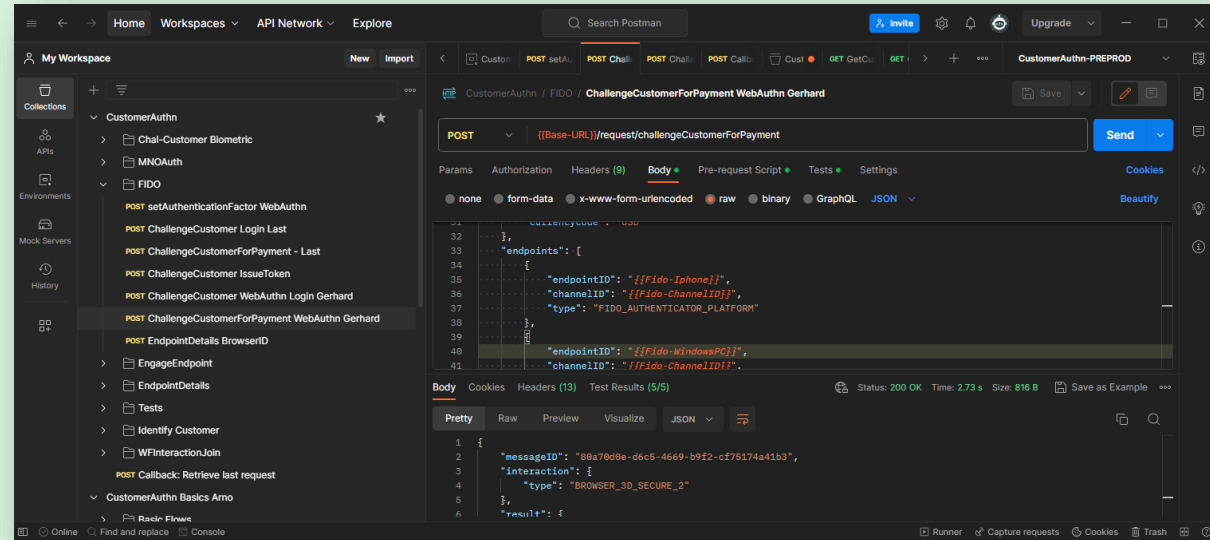 Home Workspaces API Network Explore Search Postman Invite Upgrade
My Workspace New Import
Custom POST setAu POST Chall POST Chall POST Callb Cust GET GetCu GET CustomerAuthn-PREPROD
Collections
APIs
Environments
Mock Servers
History
CustomerAuthn
Chal-Customer Biometric
MNOAuth
FIDO
POST setAuthenticationFactor WebAuthn
POST ChallengeCustomer Login Last
POST ChallengeCustomerForPayment - Last
POST ChallengeCustomer IssueToken
POST ChallengeCustomer WebAuthn Login Gerhard
POST ChallengeCustomerForPayment WebAuthn Gerhard
POST EndpointDetails BrowserID
EngageEndpoint
EndpointDetails
Tests
Identify Customer
WFInteractionJoin
POST Callback: Retrieve last request
CustomerAuthn Basics Arno
Basic Flows
HTTP CustomerAuthn / FIDO / ChallengeCustomerForPayment WebAuthn Gerhard Save
POST {{Base-URL}}/request/challengeCustomerForPayment Send
Params Authorization Headers (9) Body Pre-request Script Tests Settings Cookies
none form-data x-www-form-urlencoded raw binary GraphQL JSON Beautify
31 "currencyCode": "USD"
32 },
33 "endpoints": [
34 {
35 "endpointID": "{{Fido-Iphone}}",
36 "channelID": "{{Fido-ChannelID}}",
37 "type": "FIDO_AUTHENTICATOR_PLATFORM"
38 },
39 {
40 "endpointID": "{{Fido-WindowsPC}}",
41 "channelID": "{{Fido-ChannelID}}",
Body Cookies Headers (13) Test Results (5/5) Status: 200 OK Time: 2.73 s Size: 816 B Save as Example
Pretty Raw Preview Visualize JSON
1 {
2 "messageID": "80a70d0e-d6c5-4669-b9f2-cf75174a41b3",
3 "interaction": {
4 "type": "BROWSER_3D_SECURE_2"
5 },
6 "result": {
Online Find and replace Console Runner Capture requests Cookies Trash